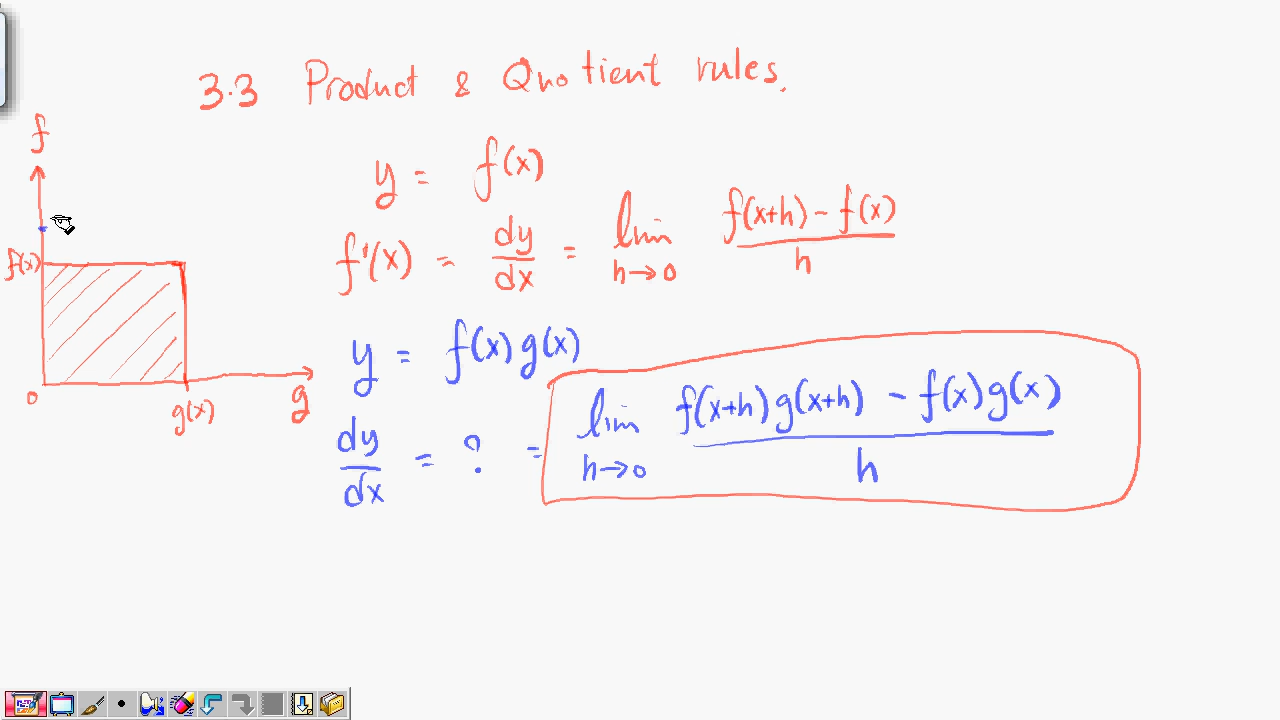 3.3 Product & Quotient rules.
f
y = f(x)
f'(x) = dy/dx = lim h→0 f(x+h) - f(x) / h
f(x)
y = f(x) g(x)
0
g(x)
g
dy/dx = ? = lim h→0 f(x+h) g(x+h) - f(x) g(x) / h